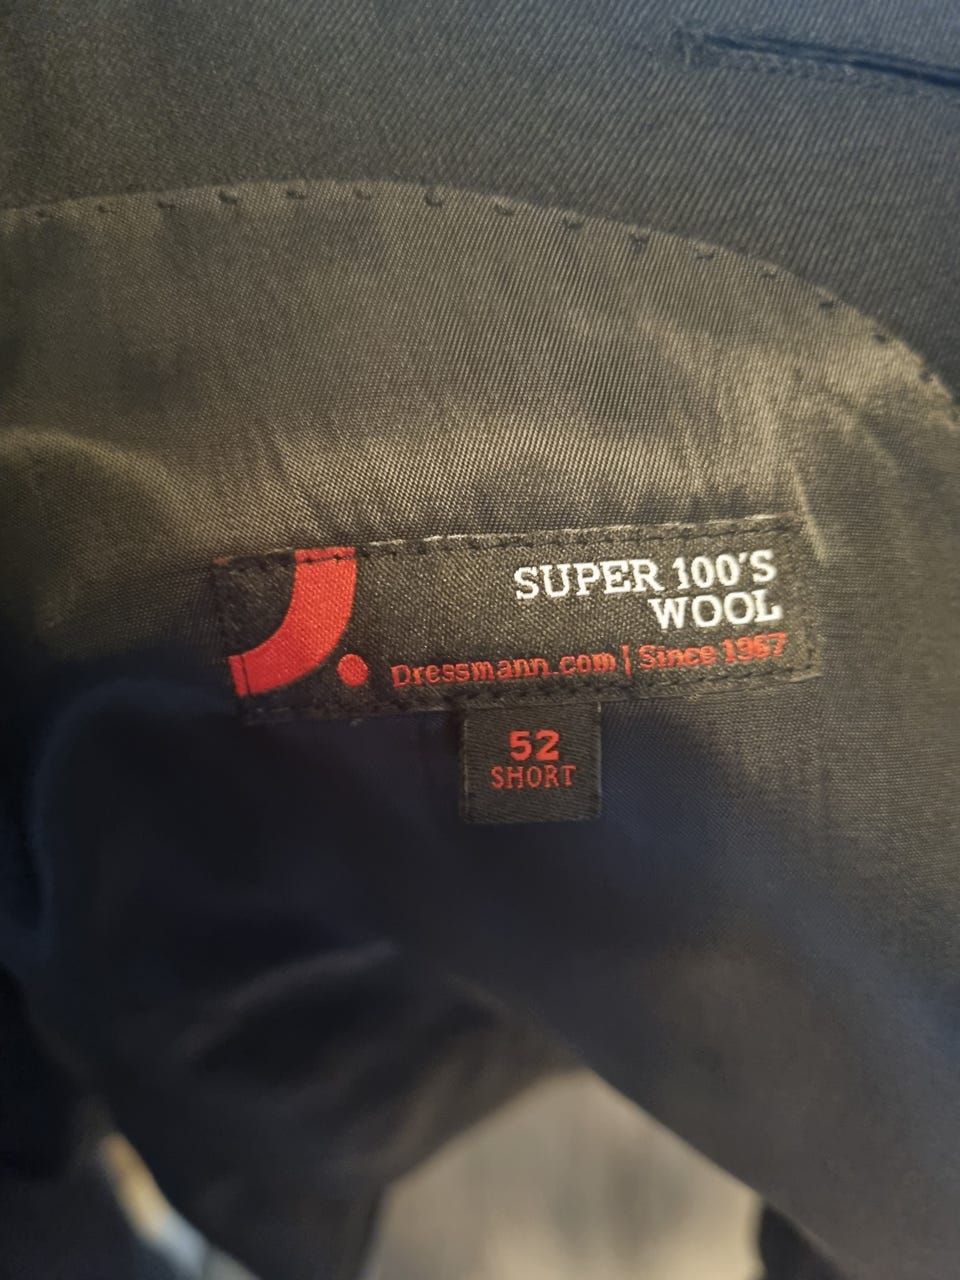 SUPER 100'S
WOOL
Dressmann.com | Since 1967
52
SHORT